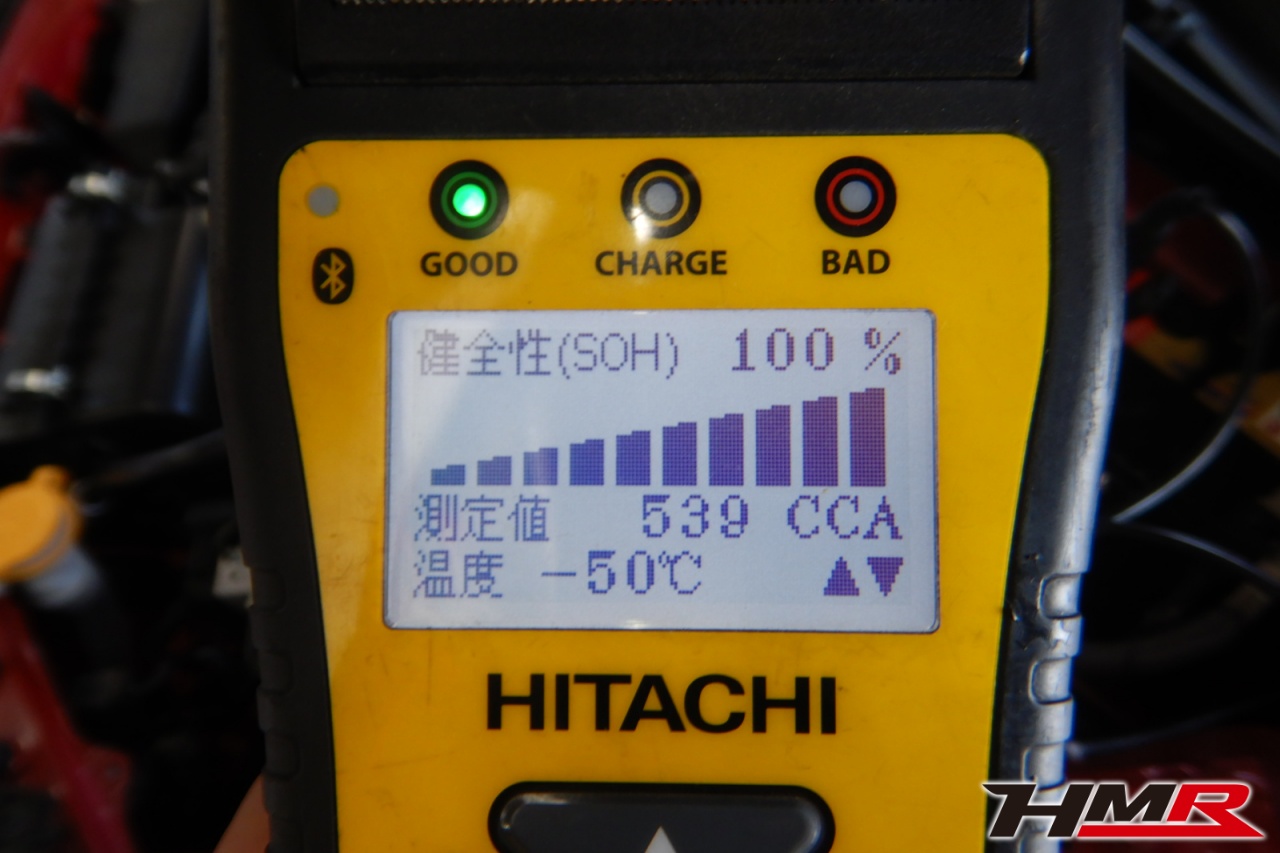 GOOD CHARGE BAD
健全性(SOH) 100 %
測定値 539 CCA
温度 -50℃ ▲▼
HITACHI
HMR